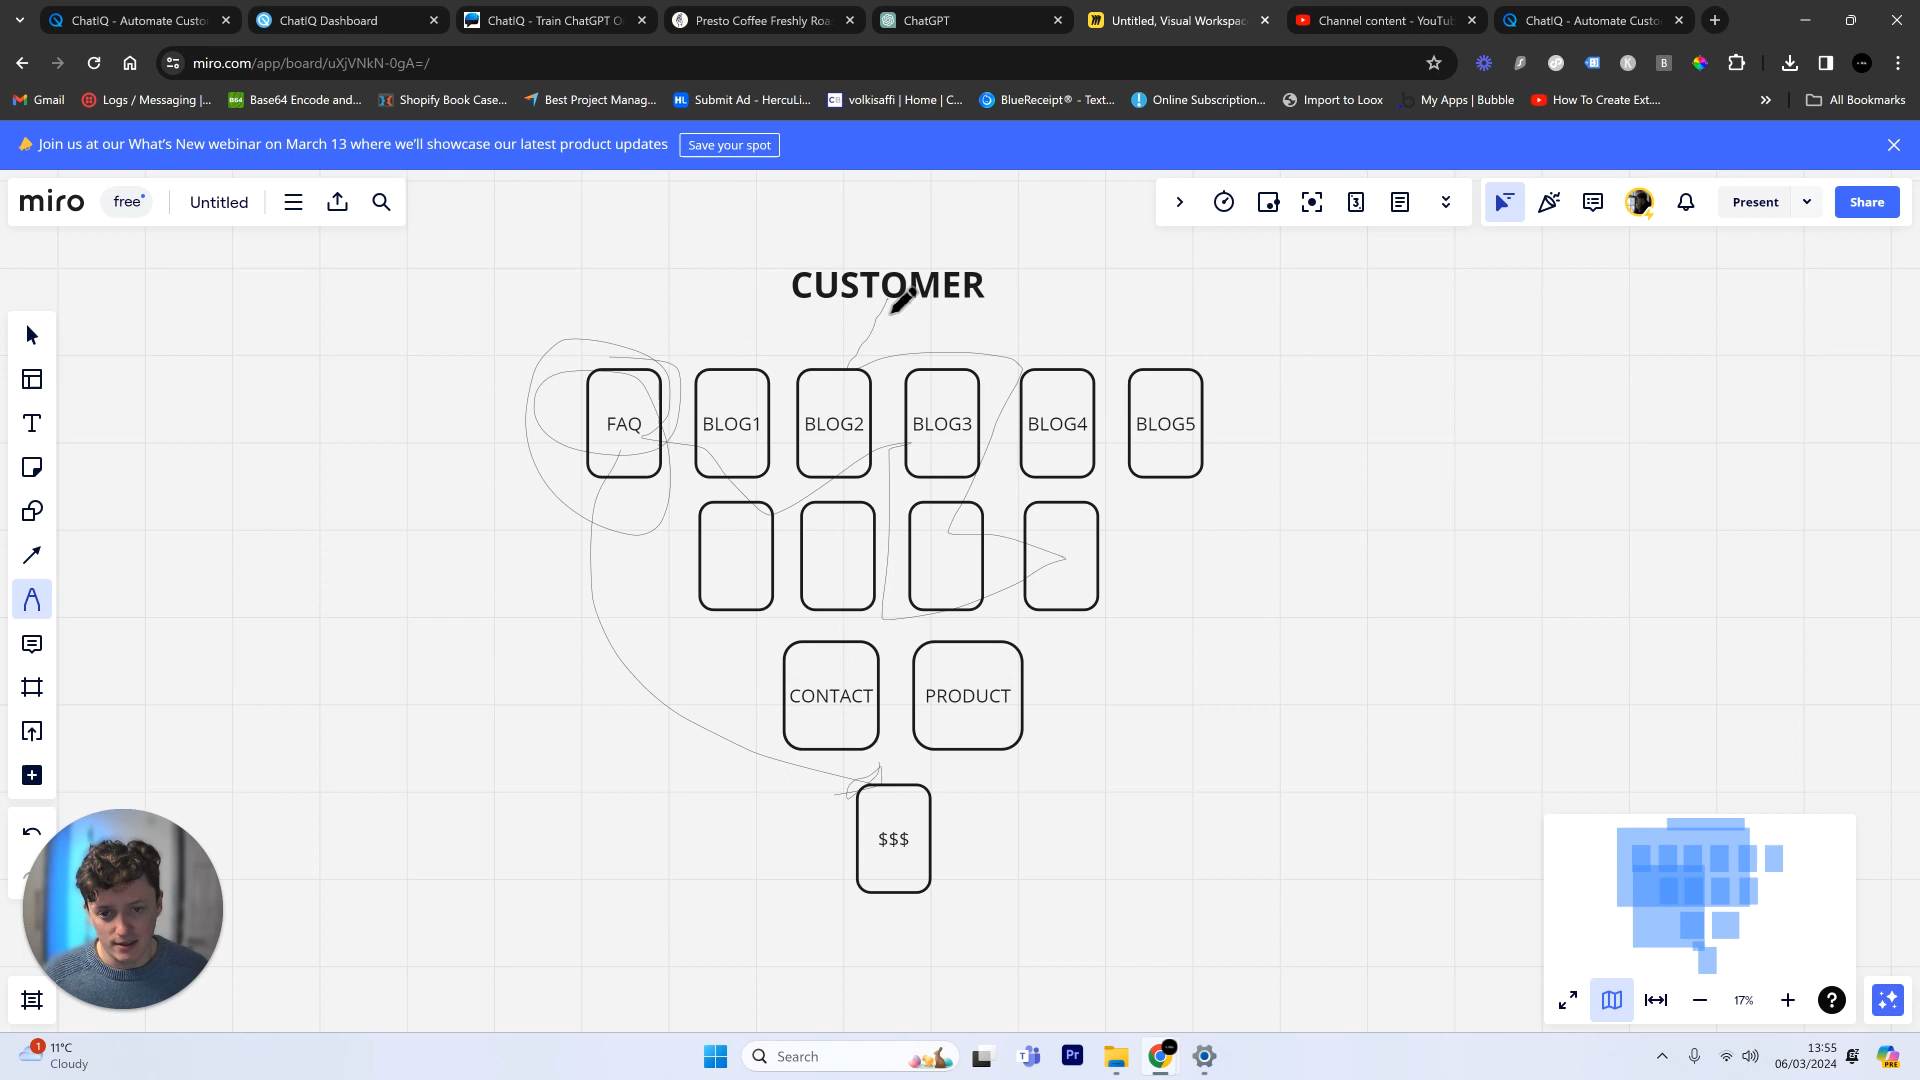 ChatIQ - Automate Custo
ChatIQ Dashboard
ChatIQ - Train ChatGPT O
Presto Coffee Freshly Roa
ChatGPT
Untitled, Visual Workspac
Channel content - YouTu
ChatIQ - Automate Custo
miro.com/app/board/uXjVNkN-0gA=/
Gmail
Logs / Messaging |...
Base64 Encode and...
Shopify Book Case...
Best Project Manag...
Submit Ad - HercuLi...
volkisaffi | Home | C...
BlueReceipt® - Text...
Online Subscription...
Import to Loox
My Apps | Bubble
How To Create Ext....
All Bookmarks
Join us at our What's New webinar on March 13 where we'll showcase our latest product updates
Save your spot
miro
free
Untitled
3
Present
Share
CUSTOMER
FAQ
BLOG1
BLOG2
BLOG3
BLOG4
BLOG5
CONTACT
PRODUCT
$$$
17%
1
11°C
Cloudy
Search
Pr
13:55
06/03/2024
PRE